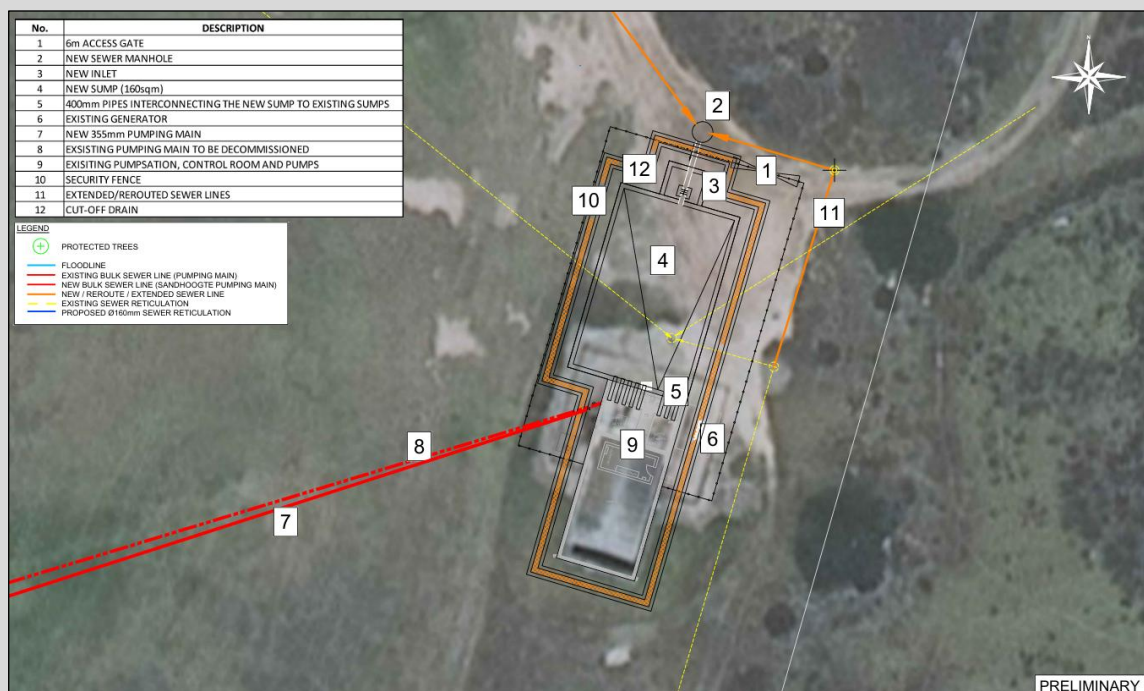 No. DESCRIPTION
1 6m ACCESS GATE
2 NEW SEWER MANHOLE
3 NEW INLET
4 NEW SUMP (160sqm)
5 400mm PIPES INTERCONNECTING THE NEW SUMP TO EXISTING SUMPS
6 EXISTING GENERATOR
7 NEW 355mm PUMPING MAIN
8 EXSISTING PUMPING MAIN TO BE DECOMMISSIONED
9 EXISITING PUMPSATION, CONTROL ROOM AND PUMPS
10 SECURITY FENCE
11 EXTENDED/REROUTED SEWER LINES
12 CUT-OFF DRAIN
LEGEND
PROTECTED TREES
FLOODLINE
EXISTING BULK SEWER LINE (PUMPING MAIN)
NEW BULK SEWER LINE (SANDHOOGTE PUMPING MAIN)
NEW / REROUTE / EXTENDED SEWER LINE
EXISTING SEWER RETICULATION
PROPOSED Ø160mm SEWER RETICULATION
N
2
1
12
3
10
11
4
5
6
9
8
7
PRELIMINARY